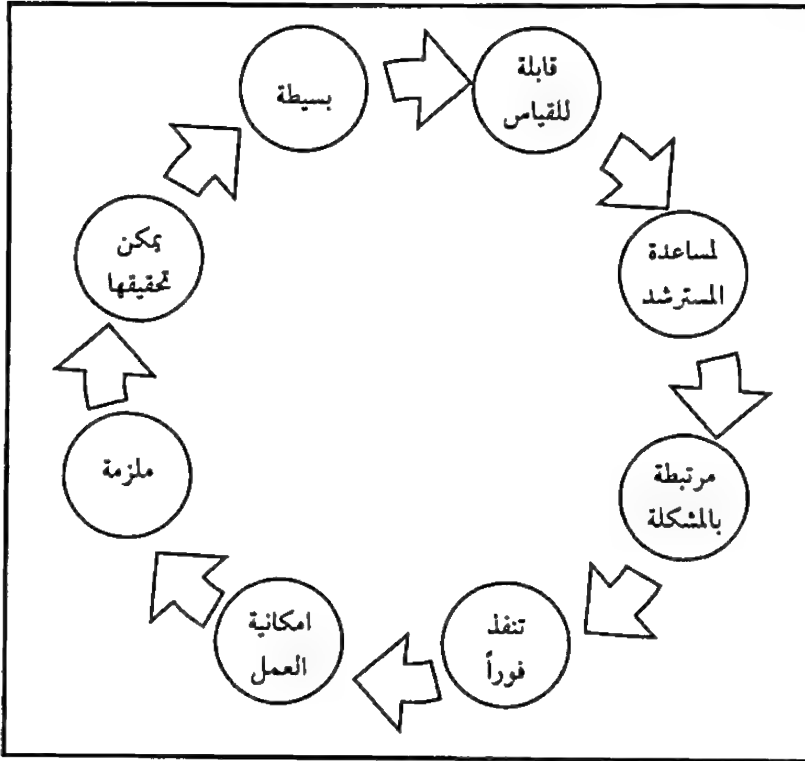 بسيطة
قابلة
للقياس
لمساعدة
المسترشد
مرتبطة
بالمشكلة
تنفذ
فوراً
امكانية
العمل
ملزمة
يمكن
تحقيقها